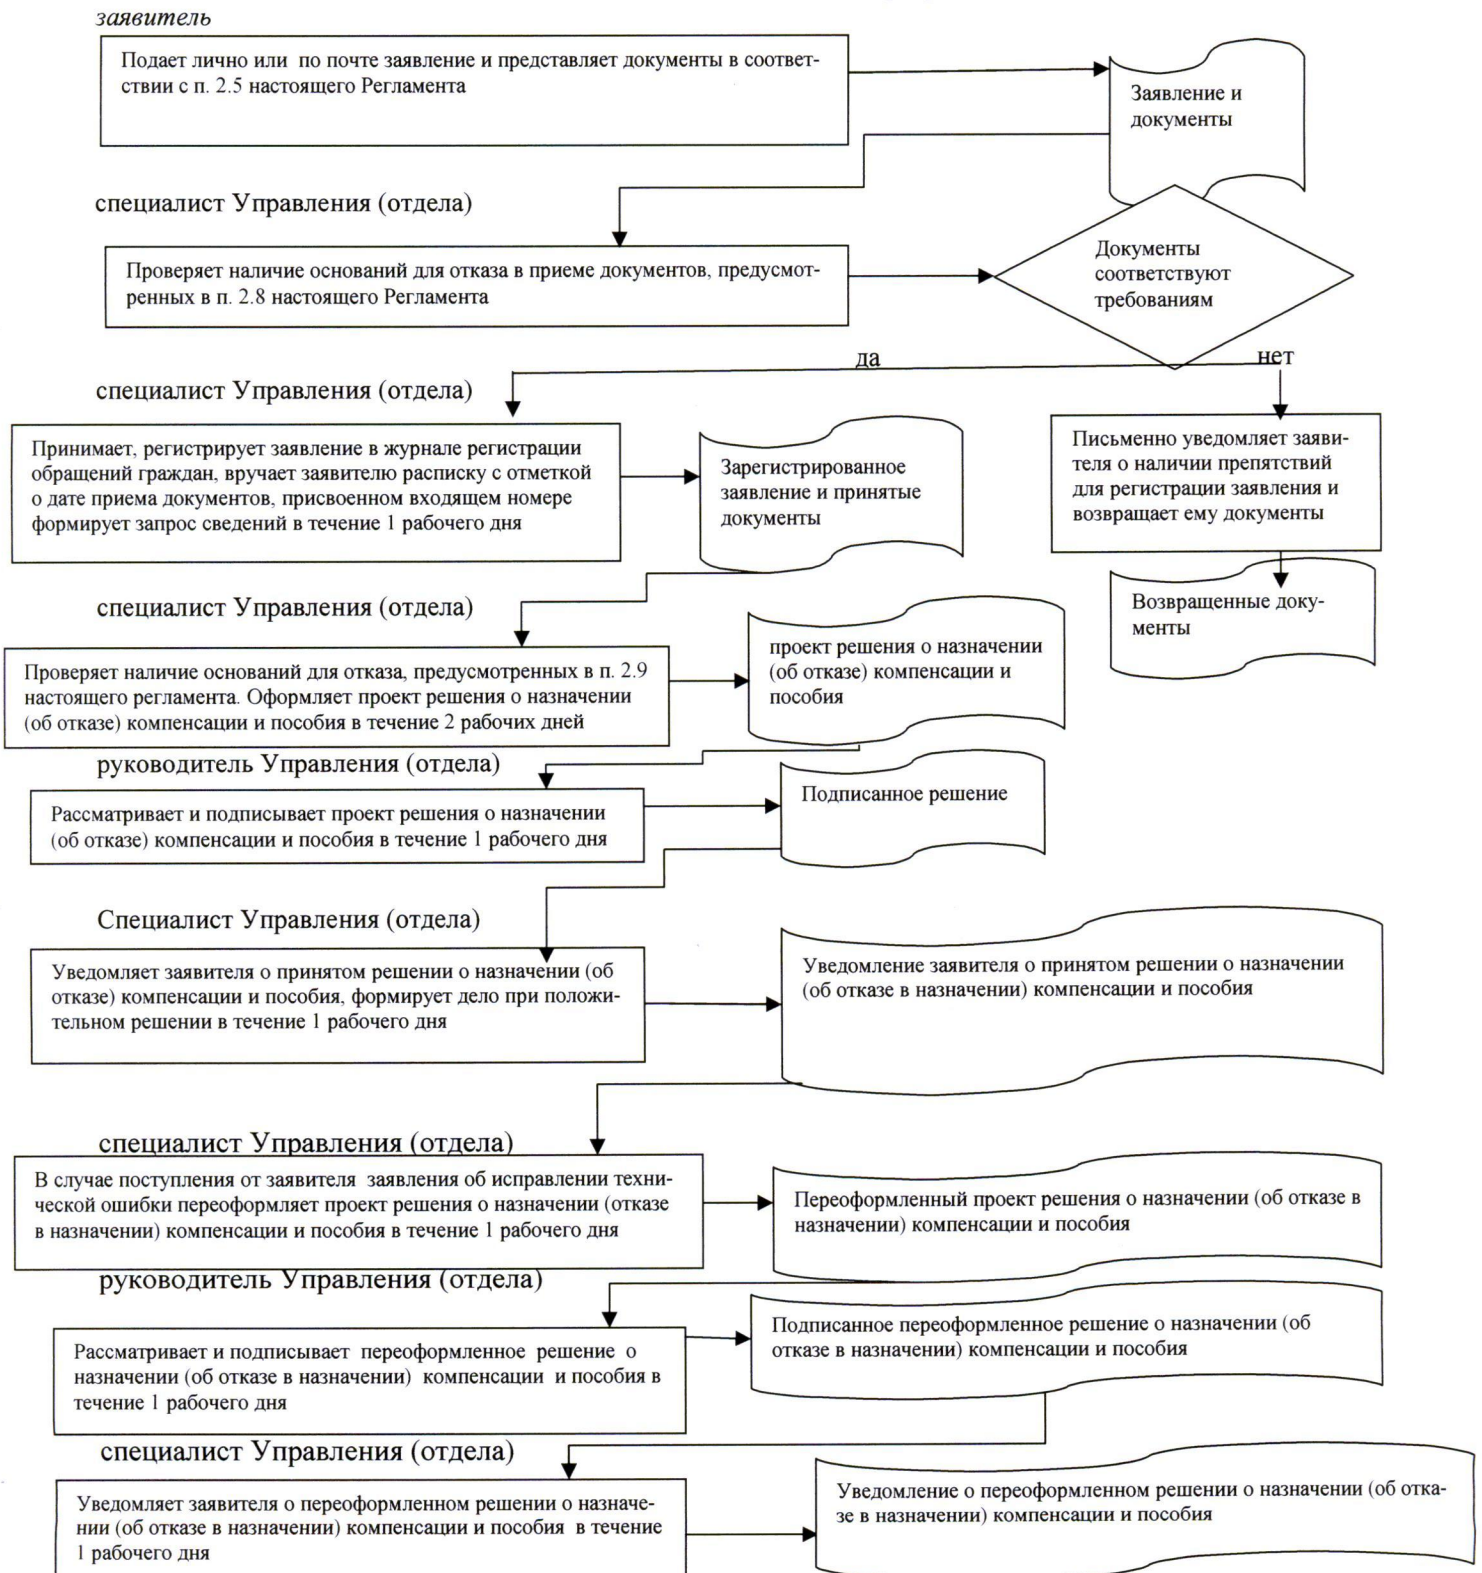 заявитель
Подает лично или по почте заявление и представляет документы в соответ-
ствии с п. 2.5 настоящего Регламента
Заявление и
документы
специалист Управления (отдела)
Проверяет наличие оснований для отказа в приеме документов, предусмот-
ренных в п. 2.8 настоящего Регламента
Документы
соответствуют
требованиям
да
нет
специалист Управления (отдела)
Принимает, регистрирует заявление в журнале регистрации
обращений граждан, вручает заявителю расписку с отметкой
о дате приема документов, присвоенном входящем номере
формирует запрос сведений в течение 1 рабочего дня
Зарегистрированное
заявление и принятые
документы
Письменно уведомляет заяви-
теля о наличии препятствий
для регистрации заявления и
возвращает ему документы
Возвращенные доку-
менты
специалист Управления (отдела)
Проверяет наличие оснований для отказа, предусмотренных в п. 2.9
настоящего регламента. Оформляет проект решения о назначении
(об отказе) компенсации и пособия в течение 2 рабочих дней
проект решения о назначении
(об отказе) компенсации и
пособия
руководитель Управления (отдела)
Рассматривает и подписывает проект решения о назначении
(об отказе) компенсации и пособия в течение 1 рабочего дня
Подписанное решение
Специалист Управления (отдела)
Уведомляет заявителя о принятом решении о назначении (об
отказе) компенсации и пособия, формирует дело при положи-
тельном решении в течение 1 рабочего дня
Уведомление заявителя о принятом решении о назначении
(об отказе в назначении) компенсации и пособия
специалист Управления (отдела)
В случае поступления от заявителя заявления об исправлении техни-
ческой ошибки переоформляет проект решения о назначении (отказе
в назначении) компенсации и пособия в течение 1 рабочего дня
Переоформленный проект решения о назначении (об отказе в
назначении) компенсации и пособия
руководитель Управления (отдела)
Рассматривает и подписывает переоформленное решение о
назначении (об отказе в назначении) компенсации и пособия в
течение 1 рабочего дня
Подписанное переоформленное решение о назначении (об
отказе в назначении) компенсации и пособия
специалист Управления (отдела)
Уведомляет заявителя о переоформленном решении о назначе-
нии (об отказе в назначении) компенсации и пособия в течение
1 рабочего дня
Уведомление о переоформленном решении о назначении (об отка-
зе в назначении) компенсации и пособия